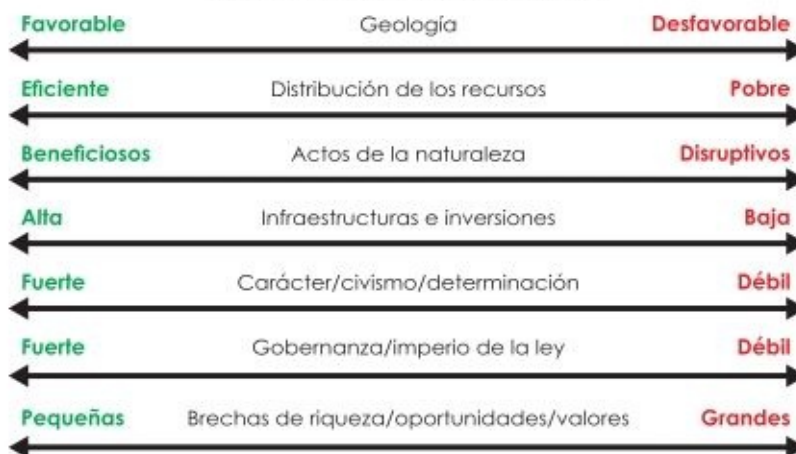 Favorable Geología Desfavorable
Eficiente Distribución de los recursos Pobre
Beneficiosos Actos de la naturaleza Disruptivos
Alta Infraestructuras e inversiones Baja
Fuerte Carácter/civismo/determinación Débil
Fuerte Gobernanza/imperio de la ley Débil
Pequeñas Brechas de riqueza/oportunidades/valores Grandes